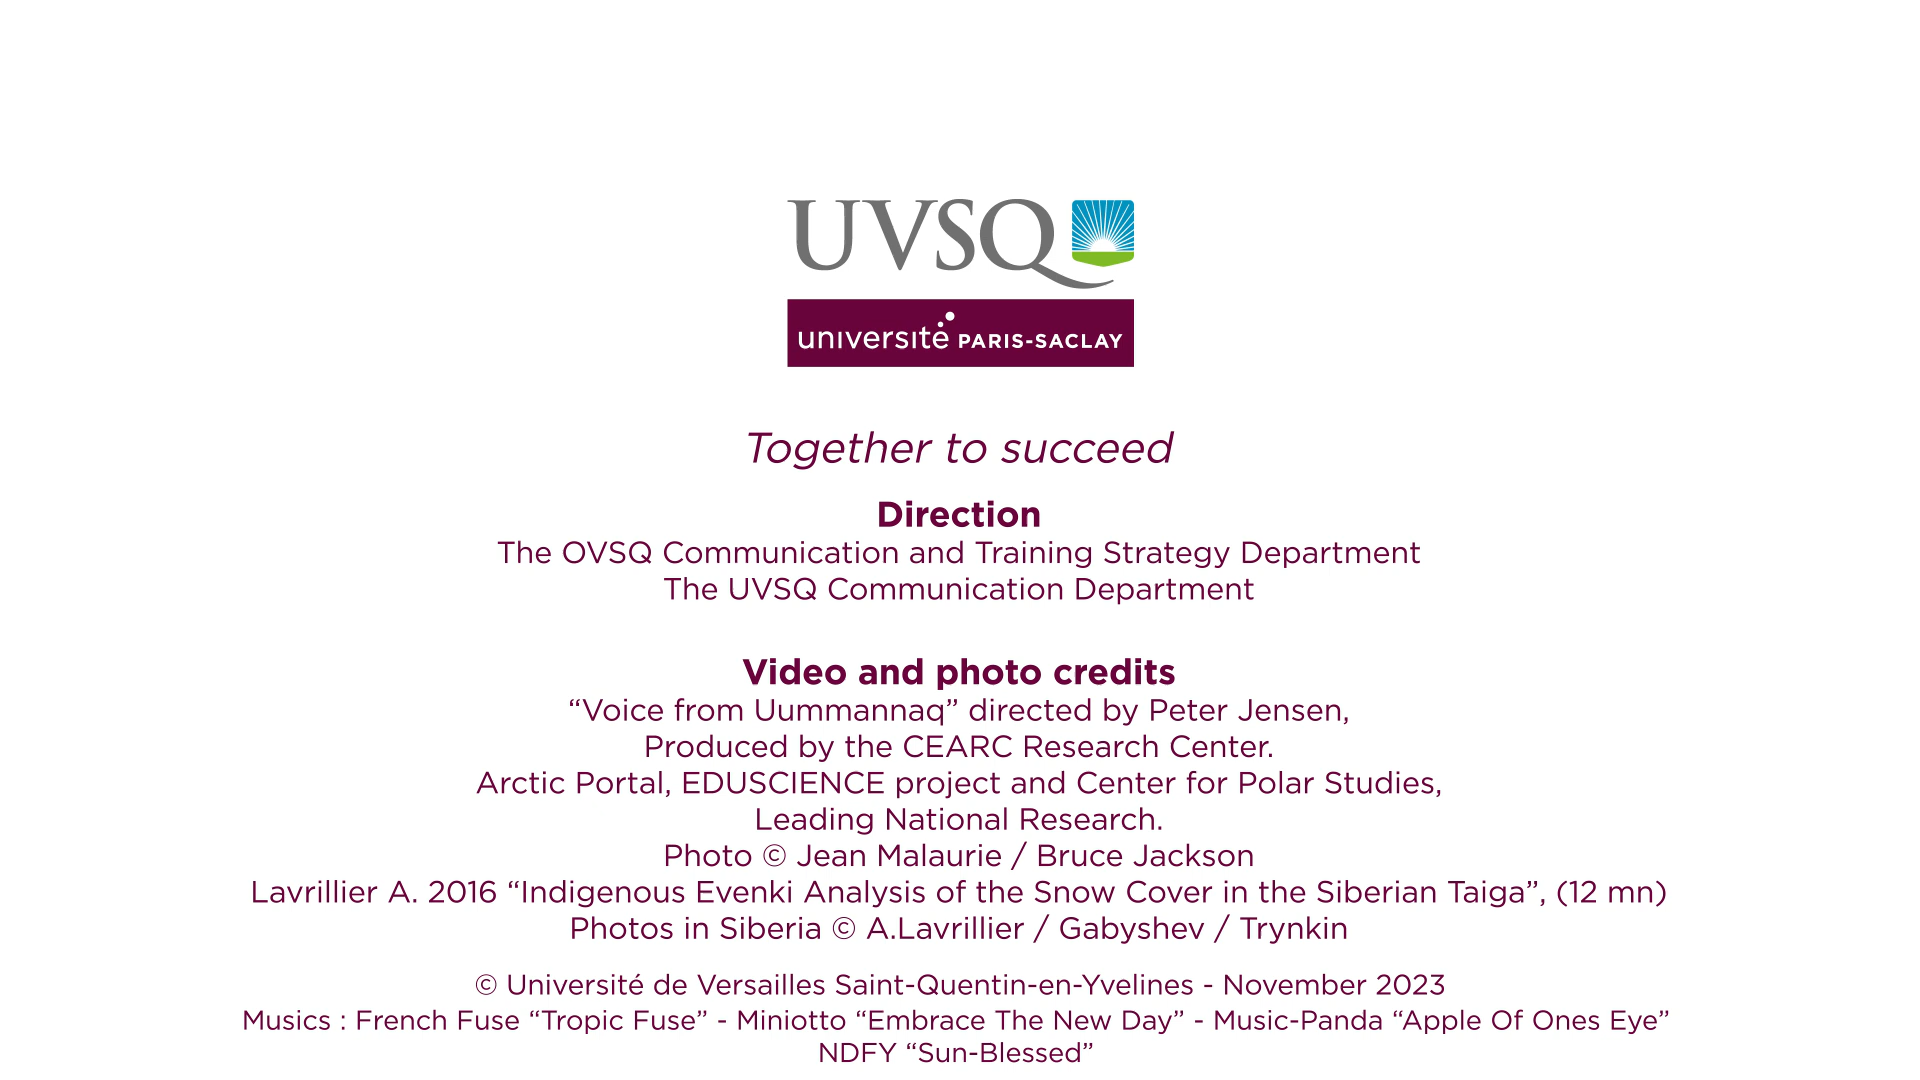 UVSQ
université PARIS-SACLAY
Together to succeed
Direction
The OVSQ Communication and Training Strategy Department
The UVSQ Communication Department
Video and photo credits
“Voice from Uummannaq” directed by Peter Jensen,
Produced by the CEARC Research Center.
Arctic Portal, EDUSCIENCE project and Center for Polar Studies,
Leading National Research.
Photo © Jean Malaurie / Bruce Jackson
Lavrillier A. 2016 “Indigenous Evenki Analysis of the Snow Cover in the Siberian Taiga”, (12 mn)
Photos in Siberia © A.Lavrillier / Gabyshev / Trynkin
© Université de Versailles Saint-Quentin-en-Yvelines - November 2023
Musics : French Fuse “Tropic Fuse” - Miniotto “Embrace The New Day” - Music-Panda “Apple Of Ones Eye”
NDFY “Sun-Blessed”